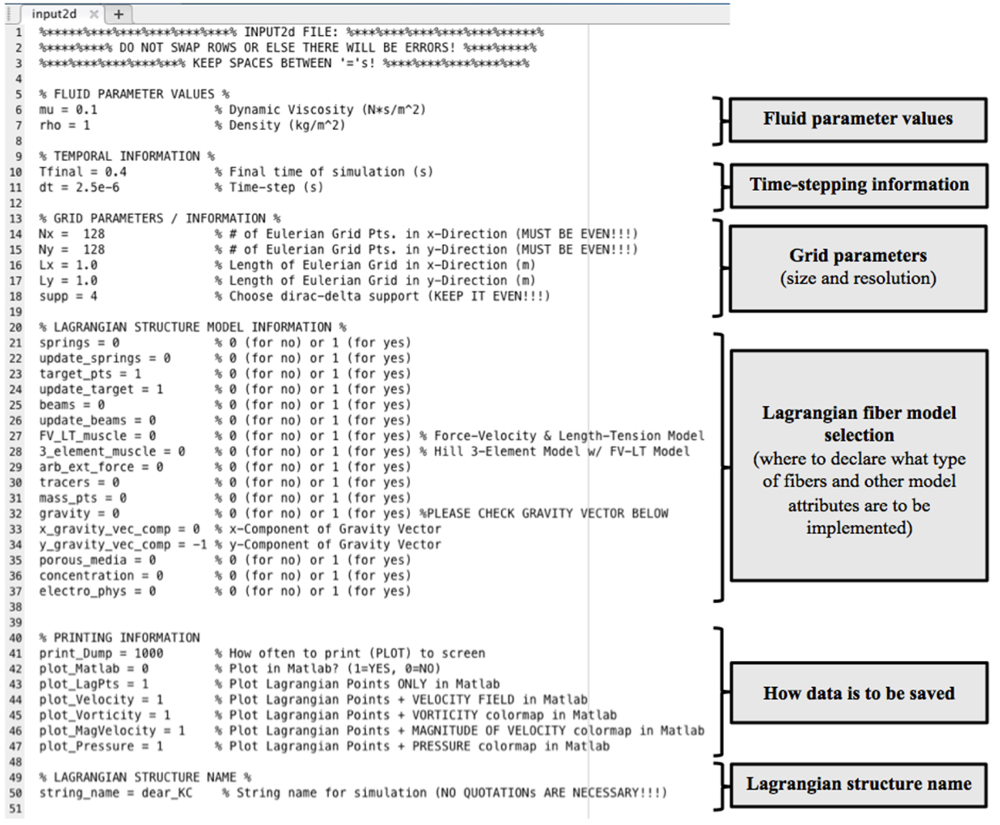 input2d × +
1 %*****%***%***%***%***%***% INPUT2d FILE: %***%***%***%***%***%*****%
2 %****%***% DO NOT SWAP ROWS OR ELSE THERE WILL BE ERRORS! %***%****%
3 %***%***%***%***%**% KEEP SPACES BETWEEN '='s! %***%***%***%***%**%
4
5 % FLUID PARAMETER VALUES %
6 mu = 0.1 % Dynamic Viscosity (N*s/m^2)
7 rho = 1 % Density (kg/m^2)
8
9 % TEMPORAL INFORMATION %
10 Tfinal = 0.4 % Final time of simulation (s)
11 dt = 2.5e-6 % Time-step (s)
12
13 % GRID PARAMETERS / INFORMATION %
14 Nx = 128 % # of Eulerian Grid Pts. in x-Direction (MUST BE EVEN!!!)
15 Ny = 128 % # of Eulerian Grid Pts. in y-Direction (MUST BE EVEN!!!)
16 Lx = 1.0 % Length of Eulerian Grid in x-Direction (m)
17 Ly = 1.0 % Length of Eulerian Grid in y-Direction (m)
18 supp = 4 % Choose dirac-delta support (KEEP IT EVEN!!!)
19
20 % LAGRANGIAN STRUCTURE MODEL INFORMATION %
21 springs = 0 % 0 (for no) or 1 (for yes)
22 update_springs = 0 % 0 (for no) or 1 (for yes)
23 target_pts = 1 % 0 (for no) or 1 (for yes)
24 update_target = 1 % 0 (for no) or 1 (for yes)
25 beams = 0 % 0 (for no) or 1 (for yes)
26 update_beams = 0 % 0 (for no) or 1 (for yes)
27 FV_LT_muscle = 0 % 0 (for no) or 1 (for yes) % Force-Velocity & Length-Tension Model
28 3_element_muscle = 0 % 0 (for no) or 1 (for yes) % Hill 3-Element Model w/ FV-LT Model
29 arb_ext_force = 0 % 0 (for no) or 1 (for yes)
30 tracers = 0 % 0 (for no) or 1 (for yes)
31 mass_pts = 0 % 0 (for no) or 1 (for yes)
32 gravity = 0 % 0 (for no) or 1 (for yes) %PLEASE CHECK GRAVITY VECTOR BELOW
33 x_gravity_vec_comp = 0 % x-Component of Gravity Vector
34 y_gravity_vec_comp = -1 % y-Component of Gravity Vector
35 porous_media = 0 % 0 (for no) or 1 (for yes)
36 concentration = 0 % 0 (for no) or 1 (for yes)
37 electro_phys = 0 % 0 (for no) or 1 (for yes)
38
39
40 % PRINTING INFORMATION
41 print_Dump = 1000 % How often to print (PLOT) to screen
42 plot_Matlab = 0 % Plot in Matlab? (1=YES, 0=NO)
43 plot_LagPts = 1 % Plot Lagrangian Points ONLY in Matlab
44 plot_Velocity = 1 % Plot Lagrangian Points + VELOCITY FIELD in Matlab
45 plot_Vorticity = 1 % Plot Lagrangian Points + VORTICITY colormap in Matlab
46 plot_MagVelocity = 1 % Plot Lagrangian Points + MAGNITUDE OF VELOCITY colormap in Matlab
47 plot_Pressure = 1 % Plot Lagrangian Points + PRESSURE colormap in Matlab
48
49 % LAGRANGIAN STRUCTURE NAME %
50 string_name = dear_KC % String name for simulation (NO QUOTATIONs ARE NECESSARY!!!)
51
Fluid parameter values
Time-stepping information
Grid parameters
(size and resolution)
Lagrangian fiber model
selection
(where to declare what type
of fibers and other model
attributes are to be
implemented)
How data is to be saved
Lagrangian structure name